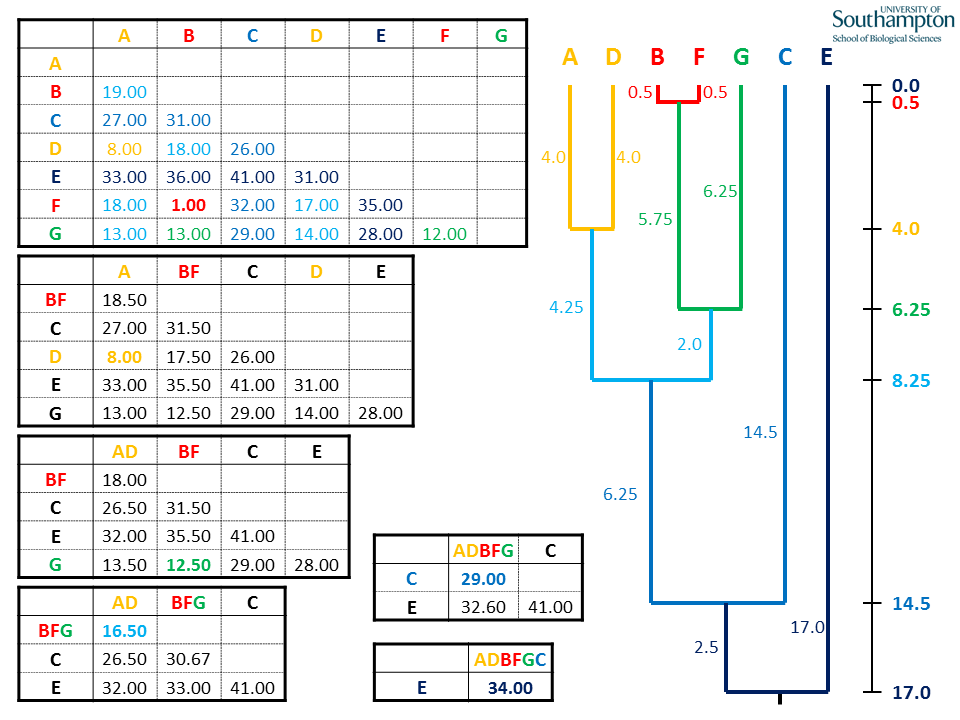 UNIVERSITY OF
Southampton
School of Biological Sciences
A B C D E F G
A
B 19.00
C 27.00 31.00
D 8.00 18.00 26.00
E 33.00 36.00 41.00 31.00
F 18.00 1.00 32.00 17.00 35.00
G 13.00 13.00 29.00 14.00 28.00 12.00
A BF C D E
BF 18.50
C 27.00 31.50
D 8.00 17.50 26.00
E 33.00 35.50 41.00 31.00
G 13.00 12.50 29.00 14.00 28.00
AD BF C E
BF 18.00
C 26.50 31.50
E 32.00 35.50 41.00
G 13.50 12.50 29.00 28.00
AD BFG C
BFG 16.50
C 26.50 30.67
E 32.00 33.00 41.00
ADBFG C
C 29.00
E 32.60 41.00
ADBFGC
E 34.00
A D B F G C E
0.5 0.5
4.0 4.0
6.25
5.75
4.25
2.0
14.5
6.25
17.0
2.5
0.0
0.5
4.0
6.25
8.25
14.5
17.0